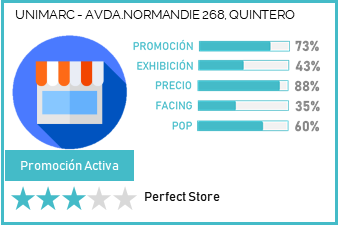 UNIMARC - AVDA.NORMANDIE 268, QUINTERO
PROMOCIÓN 73%
EXHIBICIÓN 43%
PRECIO 88%
FACING 35%
POP 60%
Promoción Activa
Perfect Store